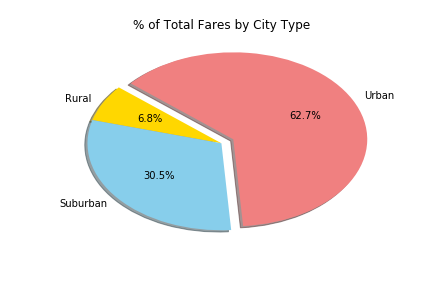 % of Total Fares by City Type
Urban
Rural
62.7%
6.8%
30.5%
Suburban